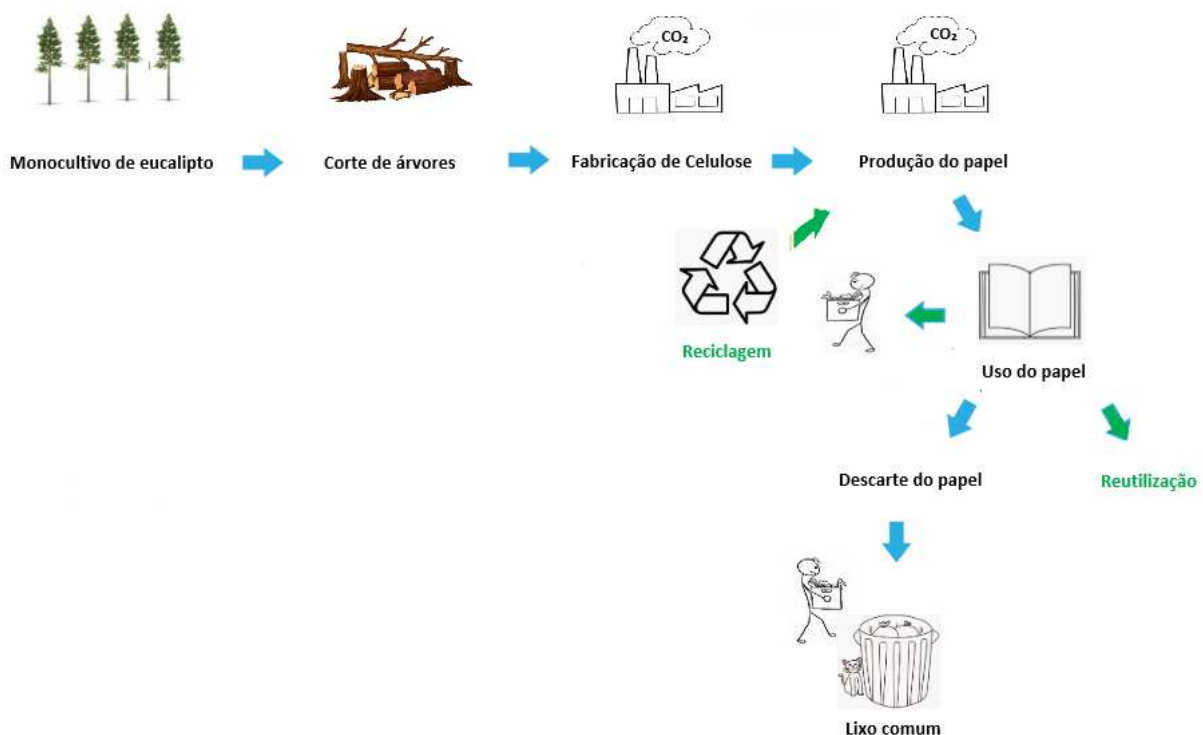 CO₂
CO₂
Monocultivo de eucalipto
Corte de árvores
Fabricação de Celulose
Produção do papel
Reciclagem
Uso do papel
Descarte do papel
Reutilização
Lixo comum